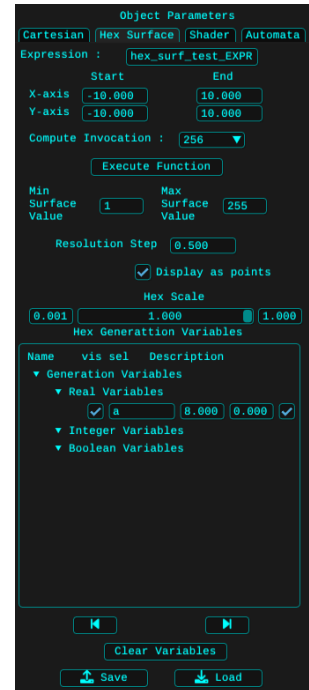 Object Parameters
Cartesian Hex Surface Shader Automata
Expression : hex_surf_test_EXPR
Start End
X-axis -10.000 10.000
Y-axis -10.000 10.000
Compute Invocation : 256
Execute Function
Min Max
Surface 1 Surface 255
Value Value
Resolution Step 0.500
Display as points
Hex Scale
0.001 1.000 1.000
Hex Generattion Variables
Name vis sel Description
Generation Variables
Real Variables
a 8.000 0.000
Integer Variables
Boolean Variables
Clear Variables
Save Load